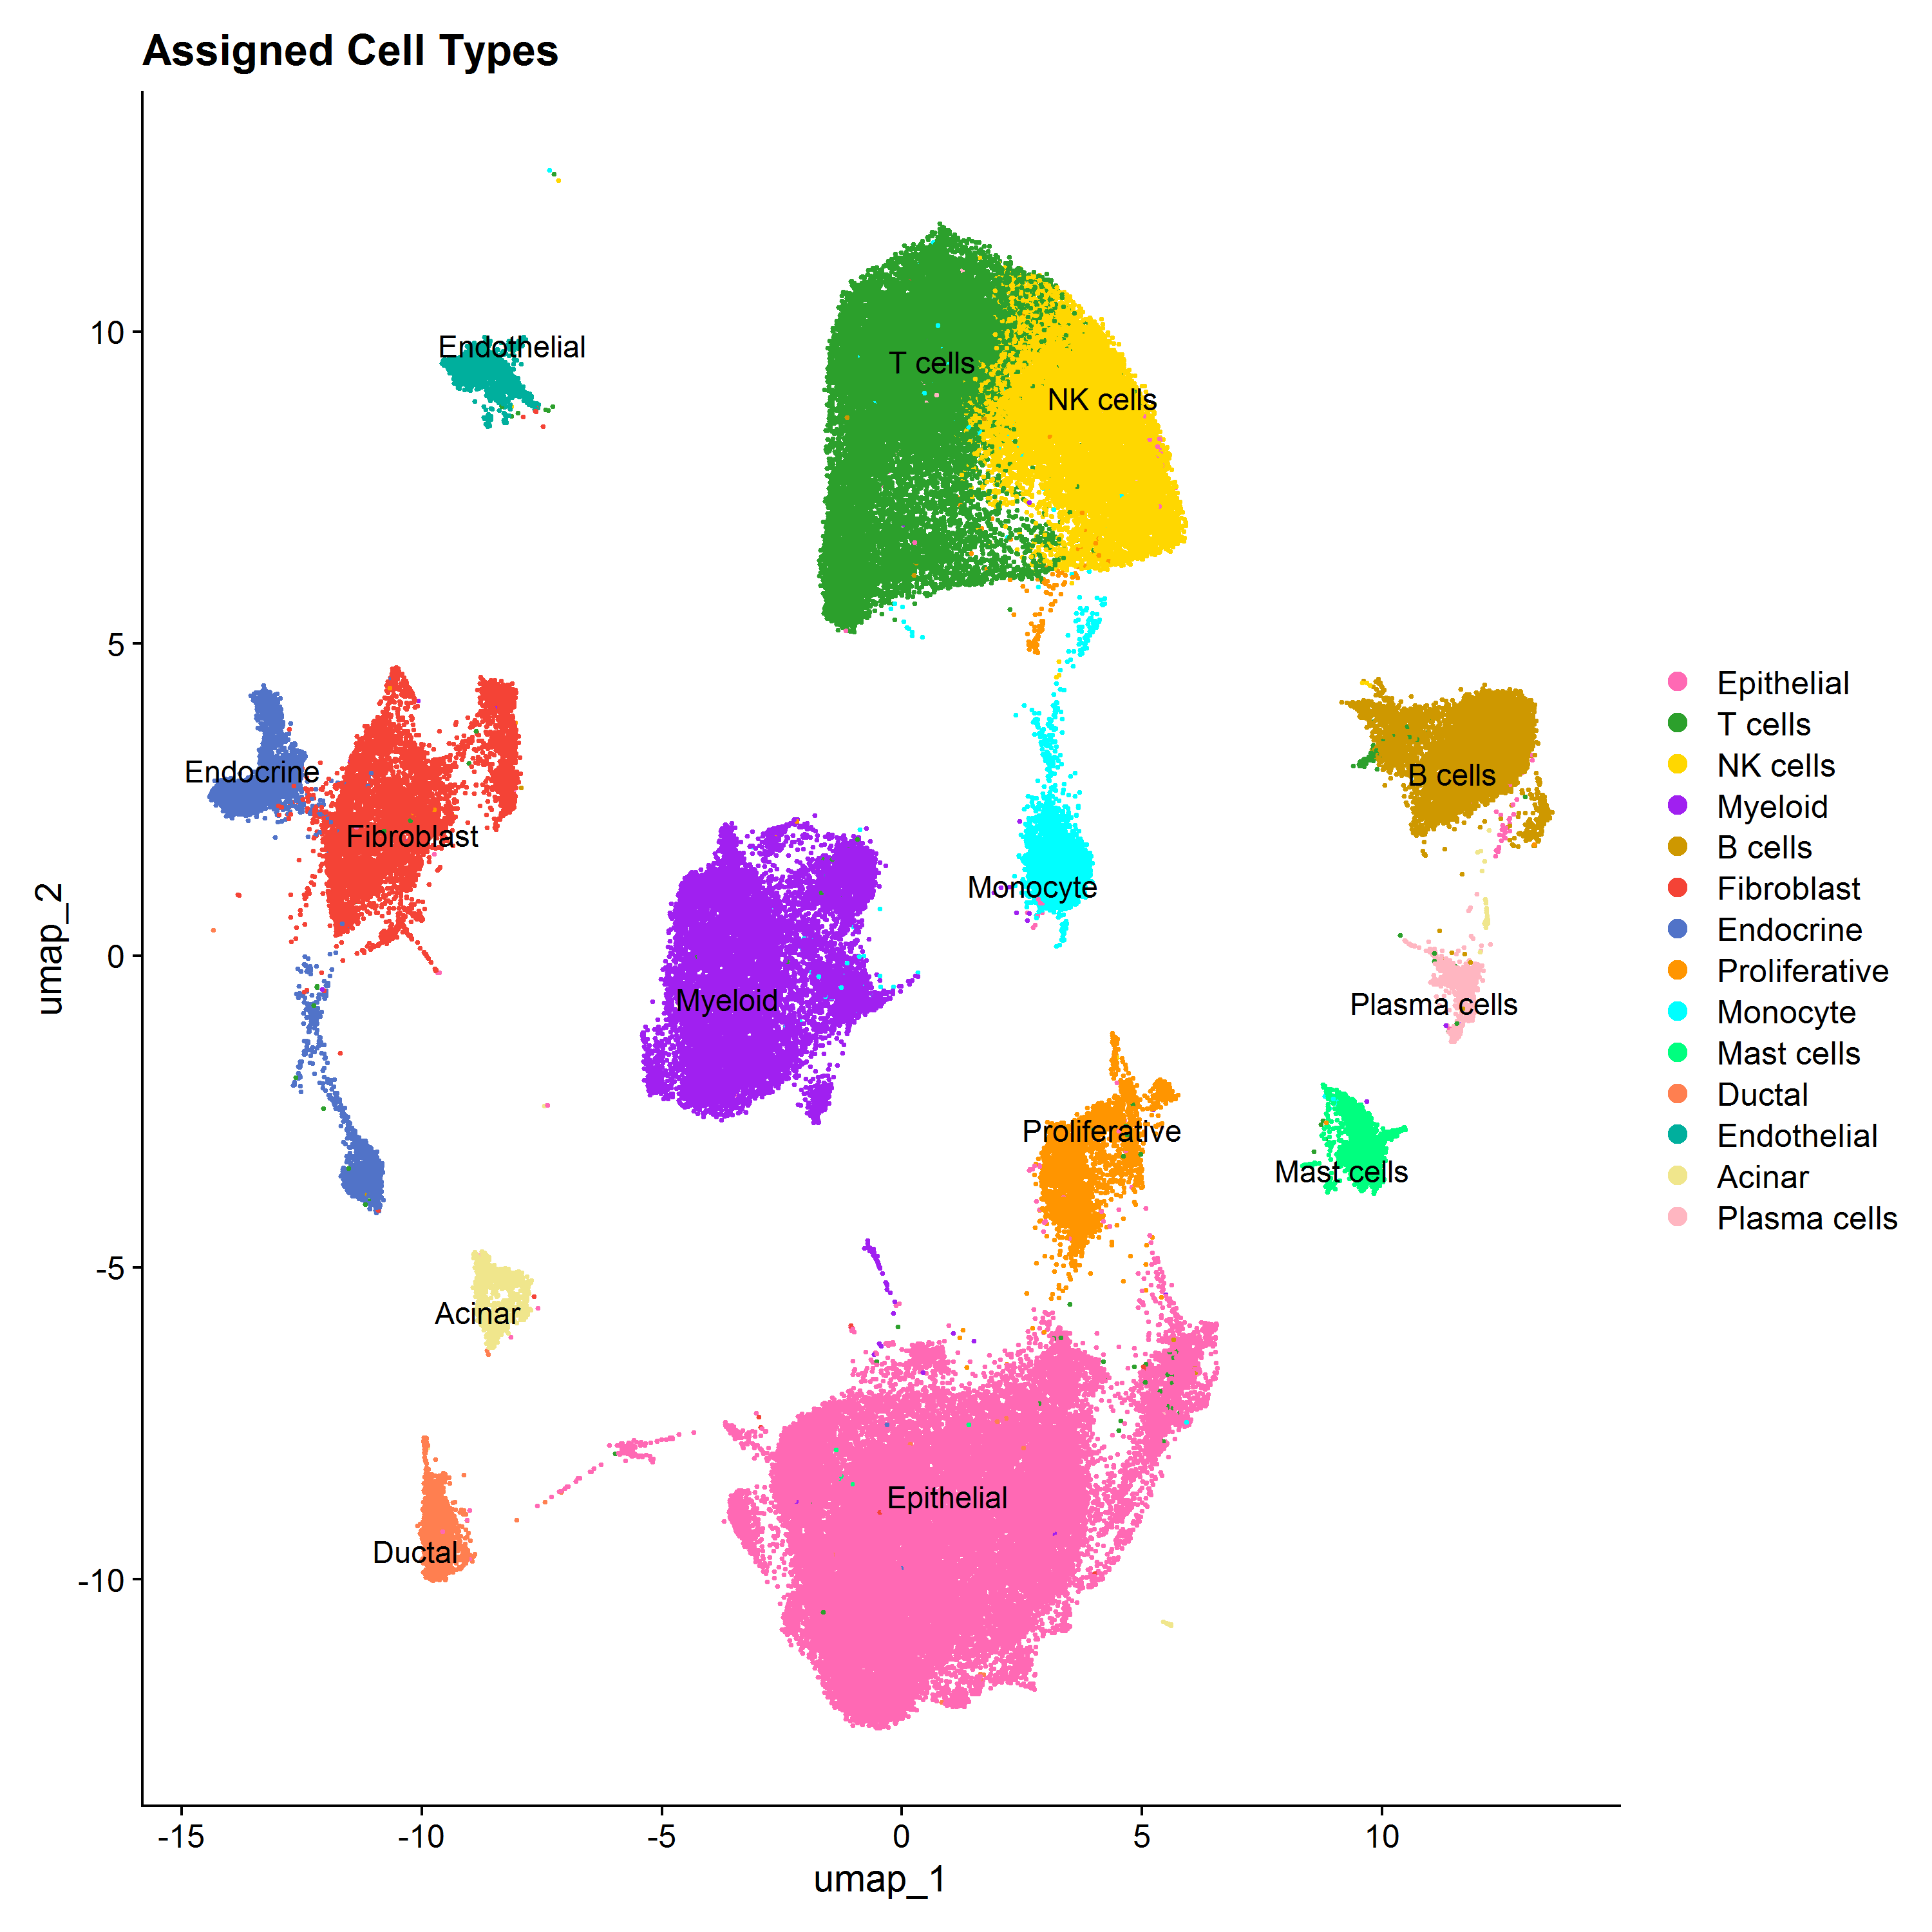 Assigned Cell Types
Endothelial
T cells
NK cells
Endocrine
Fibroblast
B cells
Monocyte
Myeloid
Plasma cells
Proliferative
Mast cells
Acinar
Epithelial
Ductal
10
5
0
-5
-10
umap_2
-15
-10
-5
0
5
10
umap_1
Epithelial
T cells
NK cells
Myeloid
B cells
Fibroblast
Endocrine
Proliferative
Monocyte
Mast cells
Ductal
Endothelial
Acinar
Plasma cells